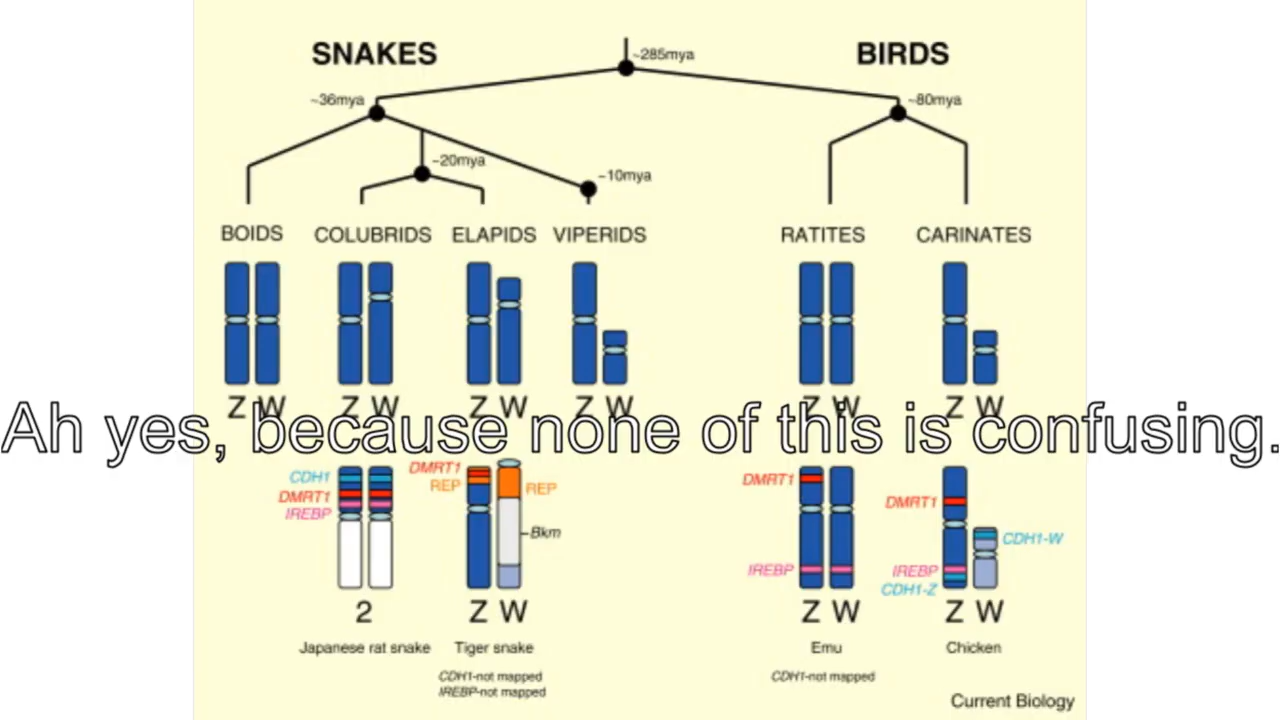 SNAKES
BIRDS
~285mya
~36mya
~80mya
~20mya
~10mya
BOIDS COLUBRIDS ELAPIDS VIPERIDS RATITES CARINATES
Z W Z W Z W Z W Z W Z W
Ah yes, because none of this is confusing.
CDH1
DMRT1
IREBP
DMRT1
REP
REP
Bkm
DMRT1
IREBP
DMRT1
IREBP
CDH1-Z
CDH1-W
2 Z W Z W Z W
Japanese rat snake Tiger snake Emu Chicken
CDH1-not mapped
IREBP-not mapped
CDH1-not mapped
Current Biology